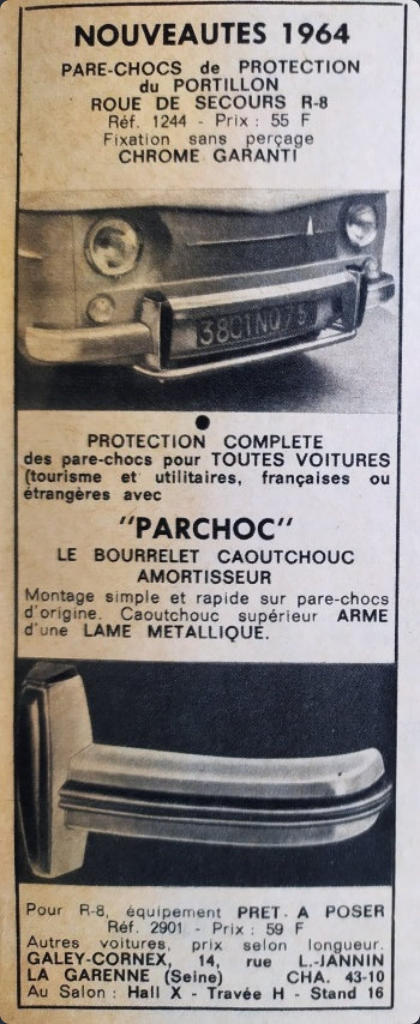 NOUVEAUTES 1964
PARE-CHOCS de PROTECTION
du PORTILLON
ROUE DE SECOURS R-8
Réf. 1244 - Prix : 55 F
Fixation sans perçage
CHROME GARANTI
3801NQ75
PROTECTION COMPLETE
des pare-chocs pour TOUTES VOITURES
(tourisme et utilitaires, françaises ou
étrangères avec
"PARCHOC"
LE BOURRELET CAOUTCHOUC
AMORTISSEUR
Montage simple et rapide sur pare-chocs
d'origine. Caoutchouc supérieur ARME
d'une LAME METALLIQUE.
Pour R-8, équipement PRET A POSER
Réf. 2901 - Prix : 59 F
Autres voitures, prix selon longueur.
GALEY-CORNEX, 14, rue L.-JANNIN
LA GARENNE (Seine) CHA. 43-10
Au Salon : Hall X - Travée H - Stand 16